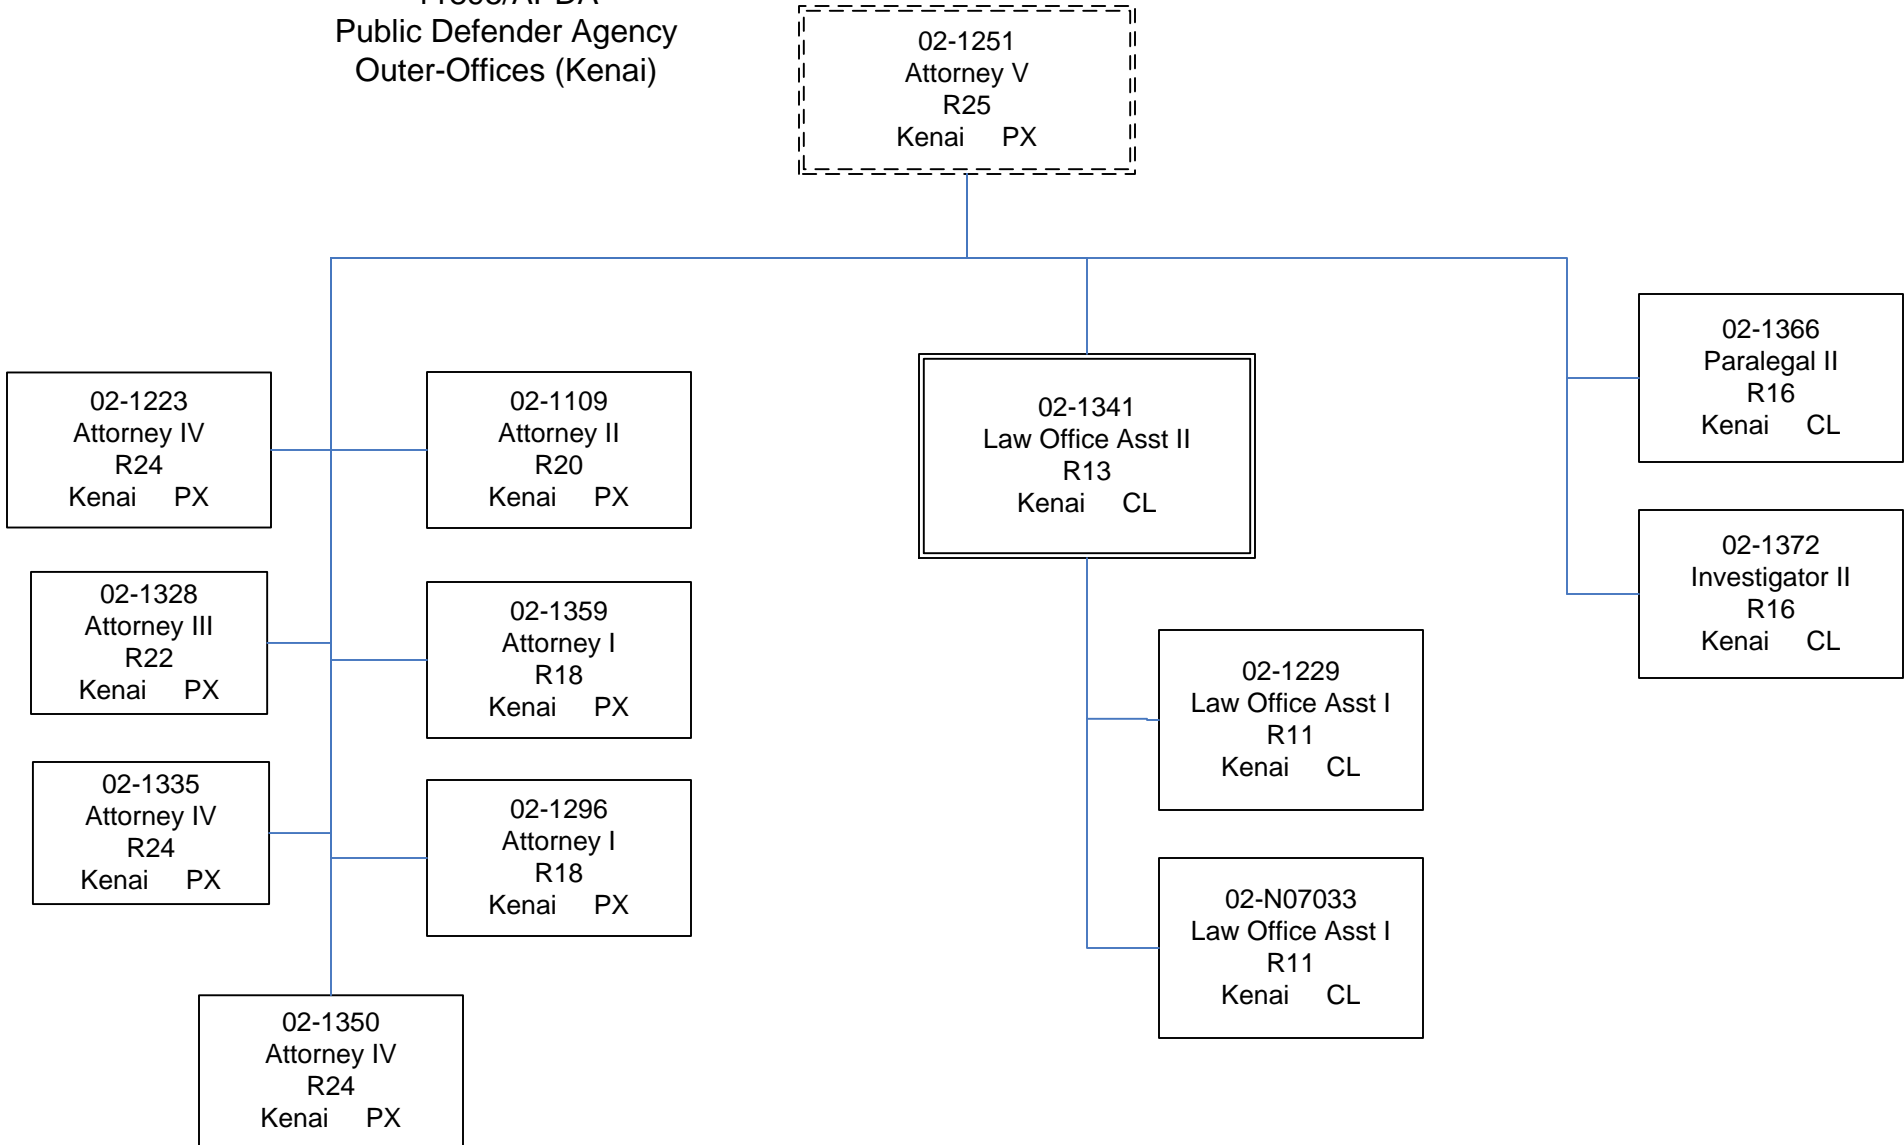 Public Defender Agency
Outer-Offices (Kenai)
02-1251
Attorney V
R25
Kenai PX
02-1223
Attorney IV
R24
Kenai PX
02-1109
Attorney II
R20
Kenai PX
02-1328
Attorney III
R22
Kenai PX
02-1359
Attorney I
R18
Kenai PX
02-1335
Attorney IV
R24
Kenai PX
02-1296
Attorney I
R18
Kenai PX
02-1350
Attorney IV
R24
Kenai PX
02-1341
Law Office Asst II
R13
Kenai CL
02-1229
Law Office Asst I
R11
Kenai CL
02-N07033
Law Office Asst I
R11
Kenai CL
02-1366
Paralegal II
R16
Kenai CL
02-1372
Investigator II
R16
Kenai CL